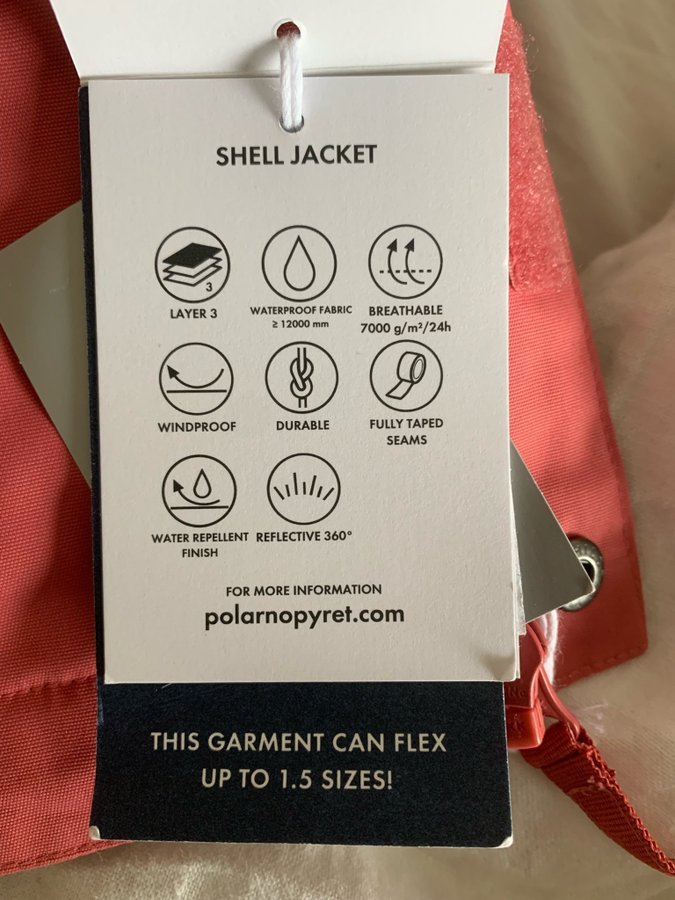 SHELL JACKET
3
LAYER 3
WATERPROOF FABRIC
≥ 12000 mm
BREATHABLE
7000 g/m²/24h
WINDPROOF
DURABLE
FULLY TAPED
SEAMS
WATER REPELLENT
FINISH
REFLECTIVE 360°
FOR MORE INFORMATION
polarnopyret.com
THIS GARMENT CAN FLEX
UP TO 1.5 SIZES!